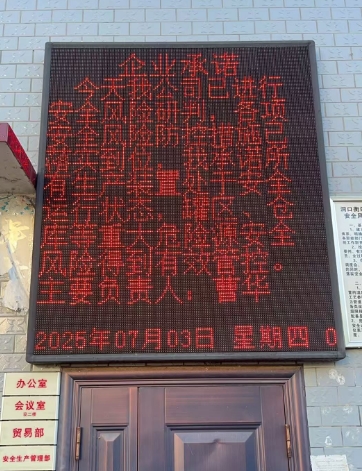 企业承诺
今天我公司已进行
安全风险研判，各项
安全风险防控措施已
落实到位，我承诺所
有生产装置处于安全
运行状态，罐区、仓
库等重大危险源安全
风险得到有效管控。
主要负责人： 华
2025年07月03日 星期四 0
办公室
会议室
贸易部
安全生产管理部